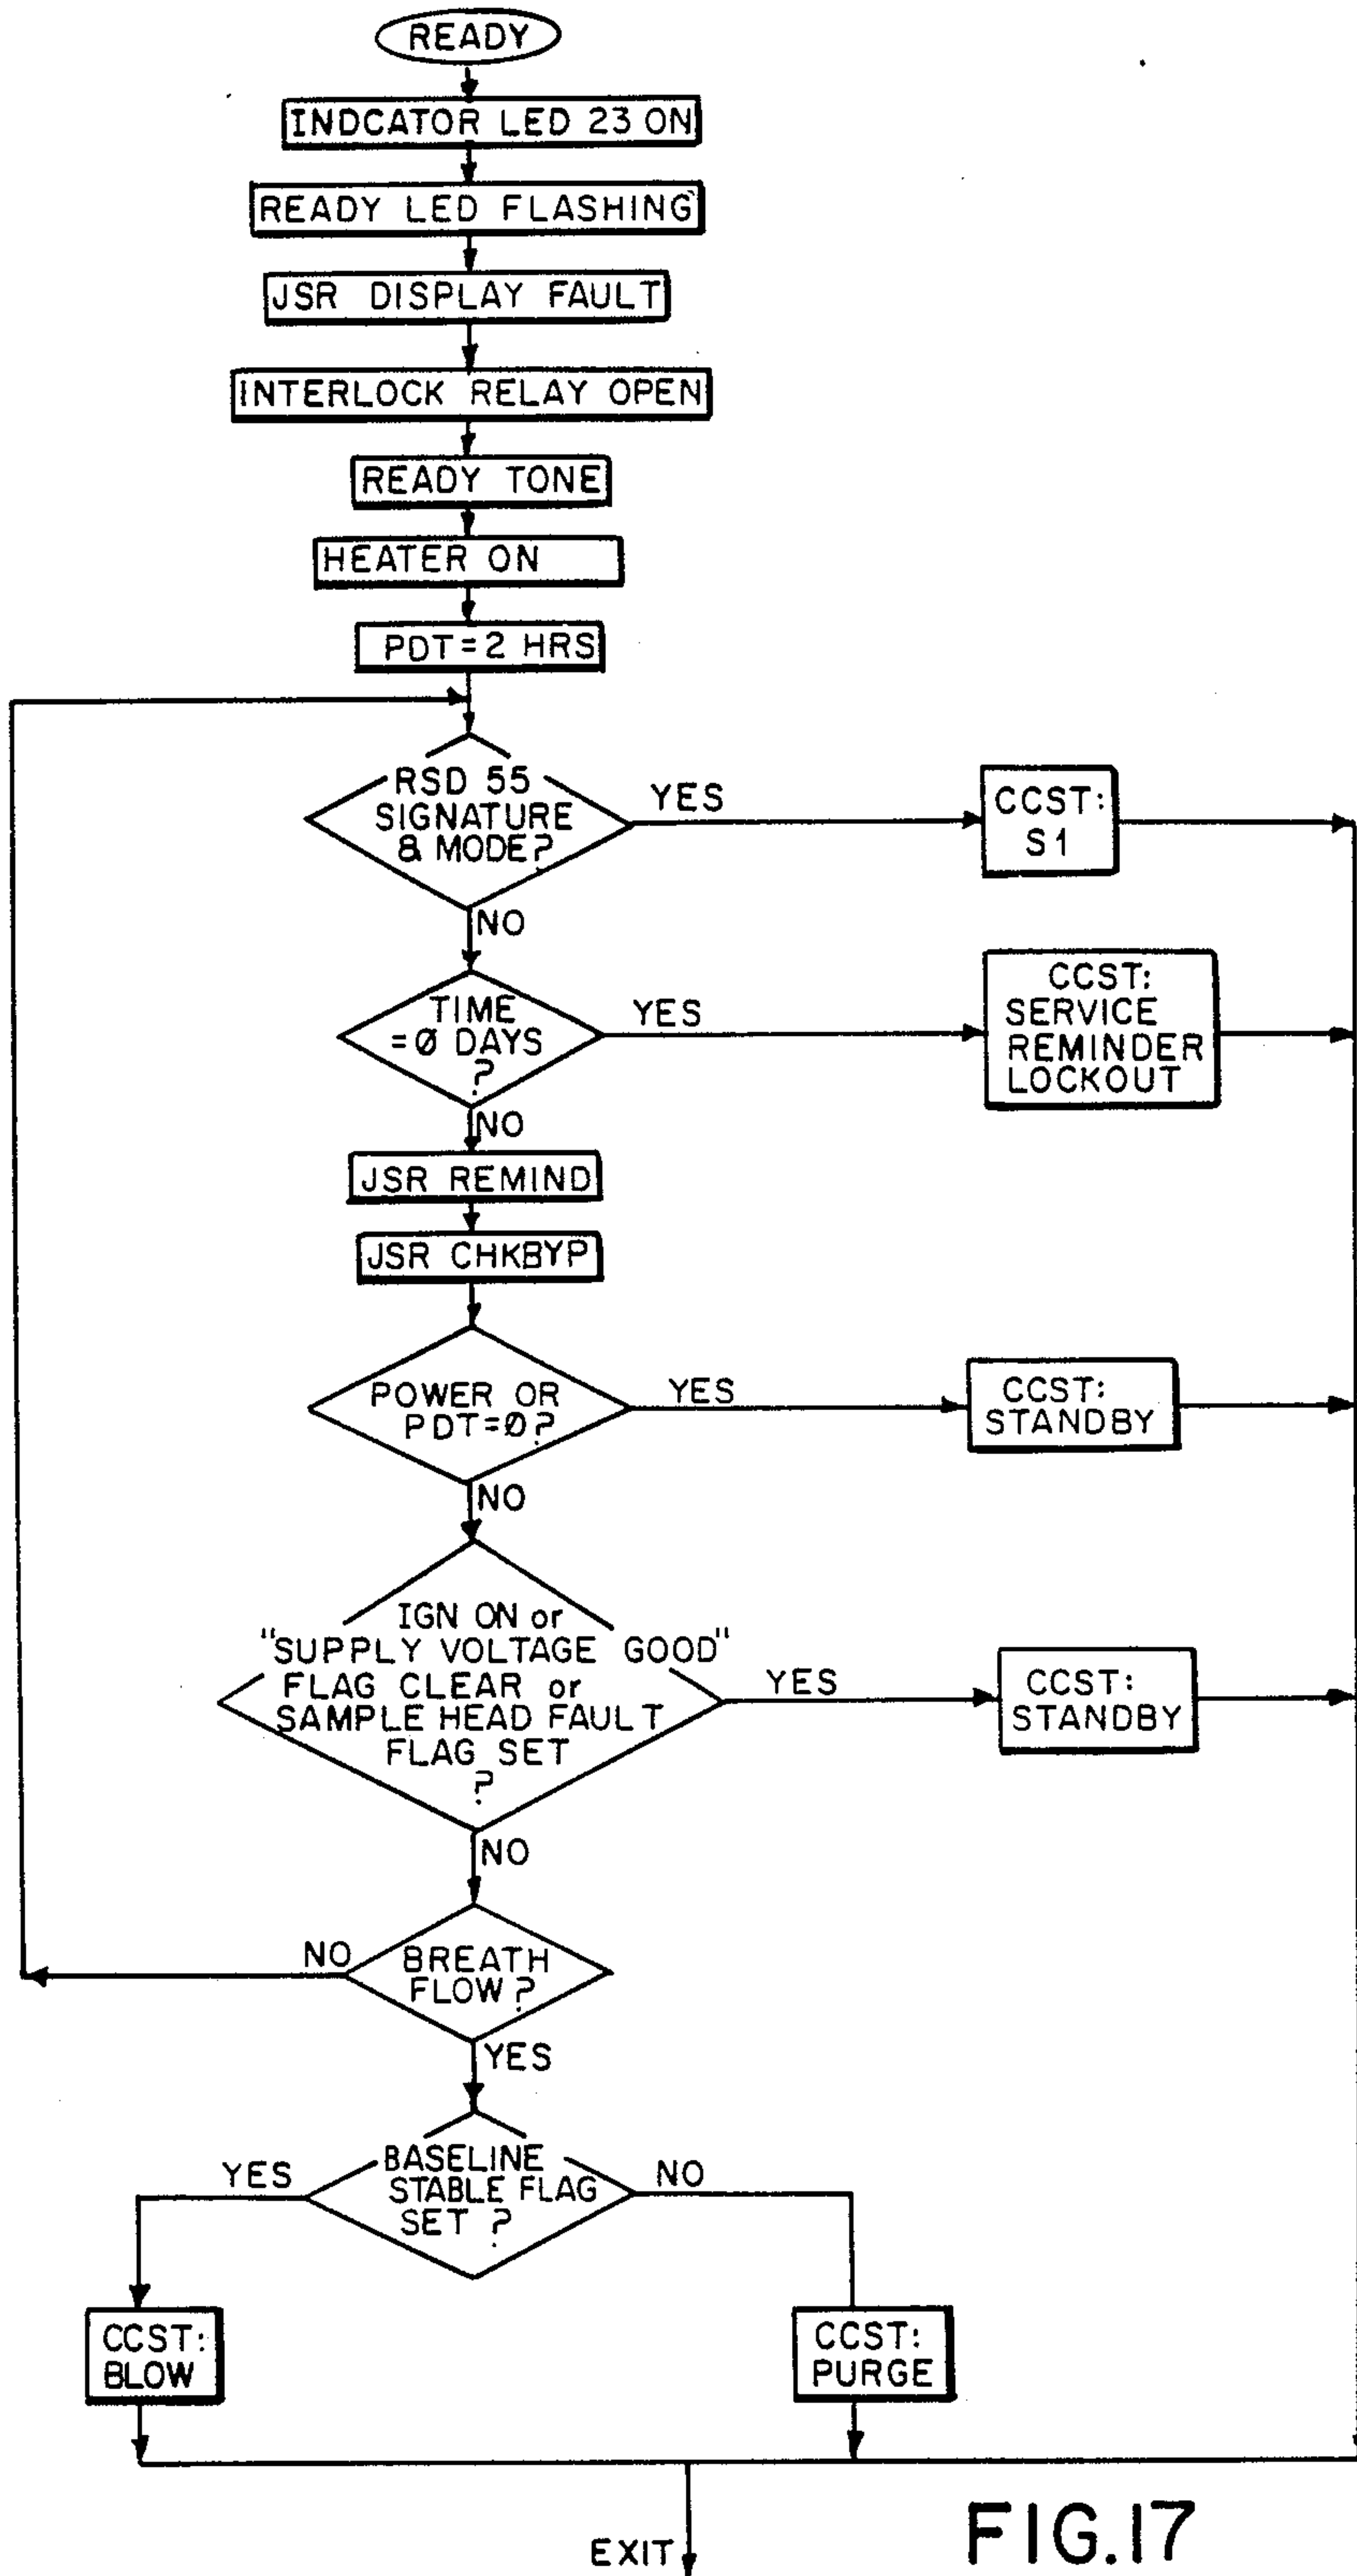 READY
INDCATOR LED 23 ON
READY LED FLASHING
JSR DISPLAY FAULT
INTERLOCK RELAY OPEN
READY TONE
HEATER ON
PDT=2 HRS
RSD 55
SIGNATURE
& MODE?
YES
CCST:
S1
NO
TIME
=Ø DAYS
?
YES
CCST:
SERVICE
REMINDER
LOCKOUT
NO
JSR REMIND
JSR CHKBYP
POWER OR
PDT=Ø?
YES
CCST:
STANDBY
NO
IGN ON or
"SUPPLY VOLTAGE GOOD"
FLAG CLEAR or
SAMPLE HEAD FAULT
FLAG SET
?
YES
CCST:
STANDBY
NO
BREATH
FLOW?
NO
YES
BASELINE
STABLE FLAG
SET ?
YES
NO
CCST:
BLOW
CCST:
PURGE
EXIT
FIG.17